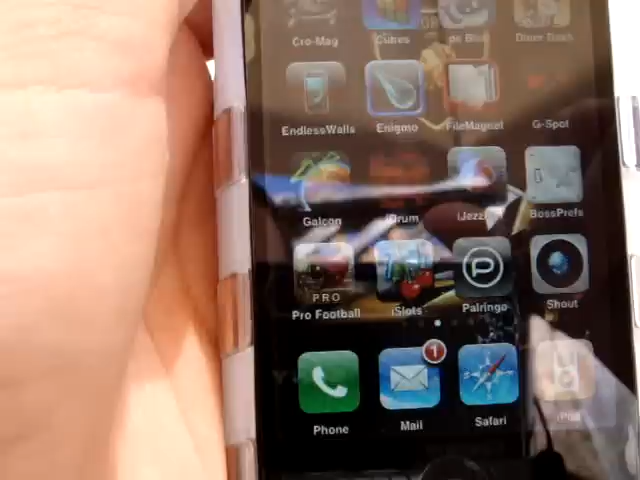 Cro-Mag Cubes Diner Dash
EndlessWalls Enigmo FileMagnet G-Spot
Galcon iDrum BossPrefs
PRO
Pro Football iSlots Palringo Shout
1
Phone Mail Safari iPod